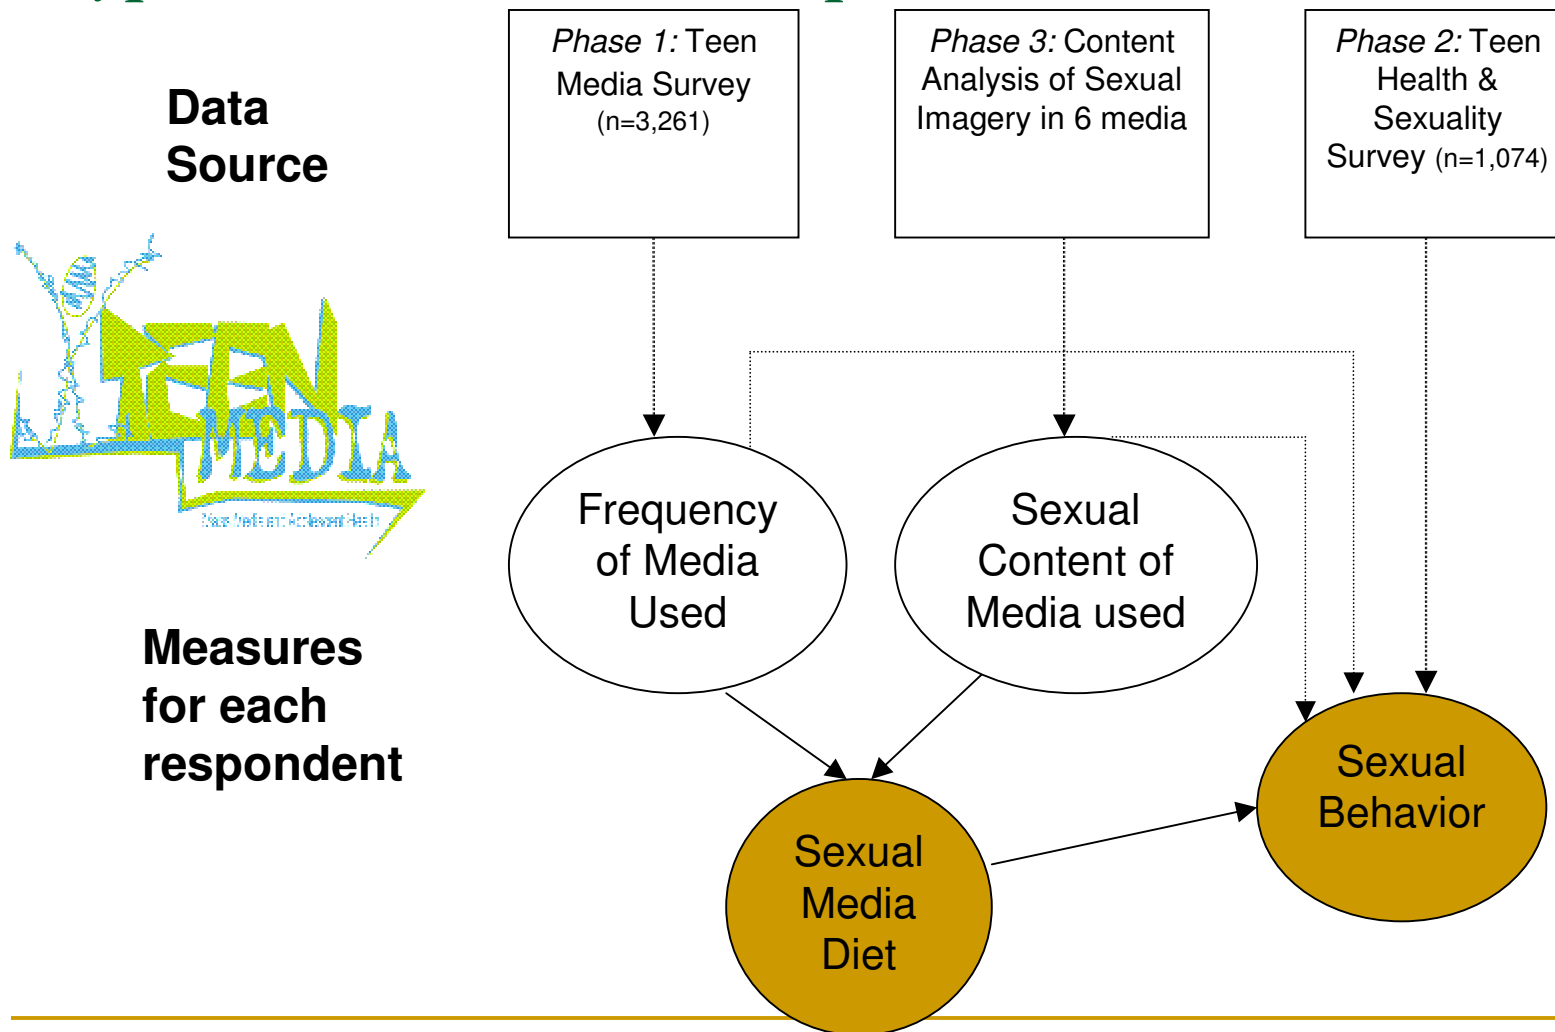 Data
Source
Phase 1: Teen
Media Survey
(n=3,261)
Phase 3: Content
Analysis of Sexual
Imagery in 6 media
Phase 2: Teen
Health &
Sexuality
Survey (n=1,074)
TEEN
MEDIA
Frequency
of Media
Used
Sexual
Content of
Media used
Measures
for each
respondent
Sexual
Media
Diet
Sexual
Behavior